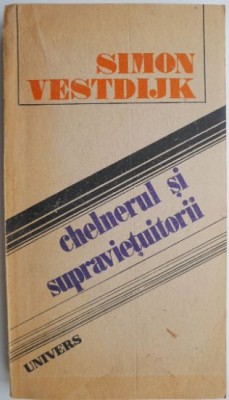 SIMON
VESTDIJK
chelnerul și
supraviețuitorii
UNIVERS